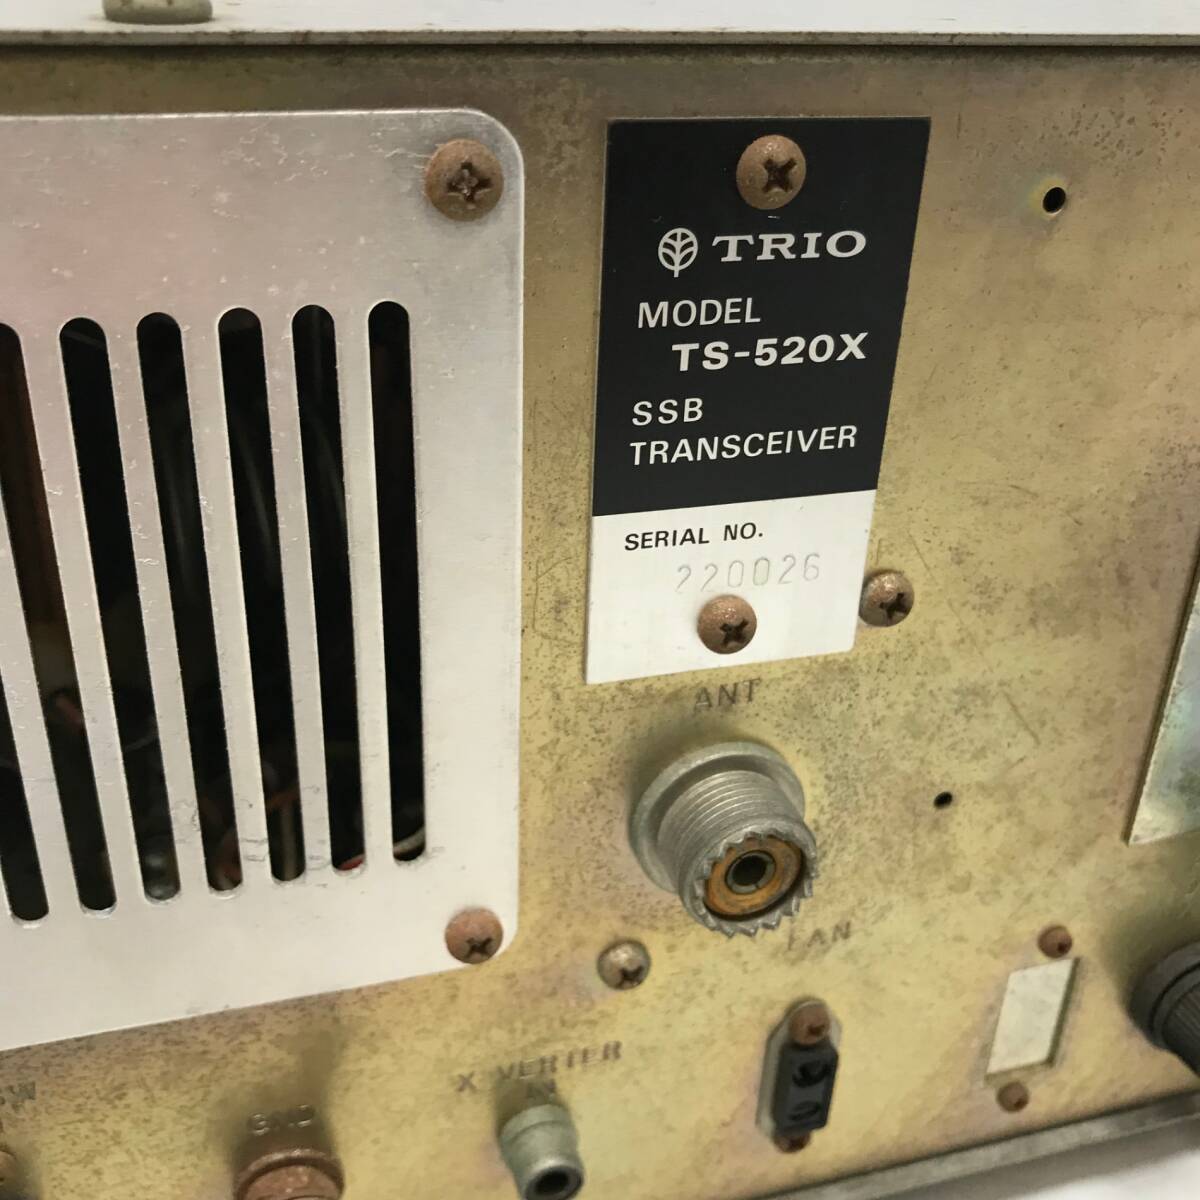 TRIO
MODEL
TS-520X
SSB
TRANSCEIVER
SERIAL NO.
220026
ANT
FAN
X VERTER
IN
GND